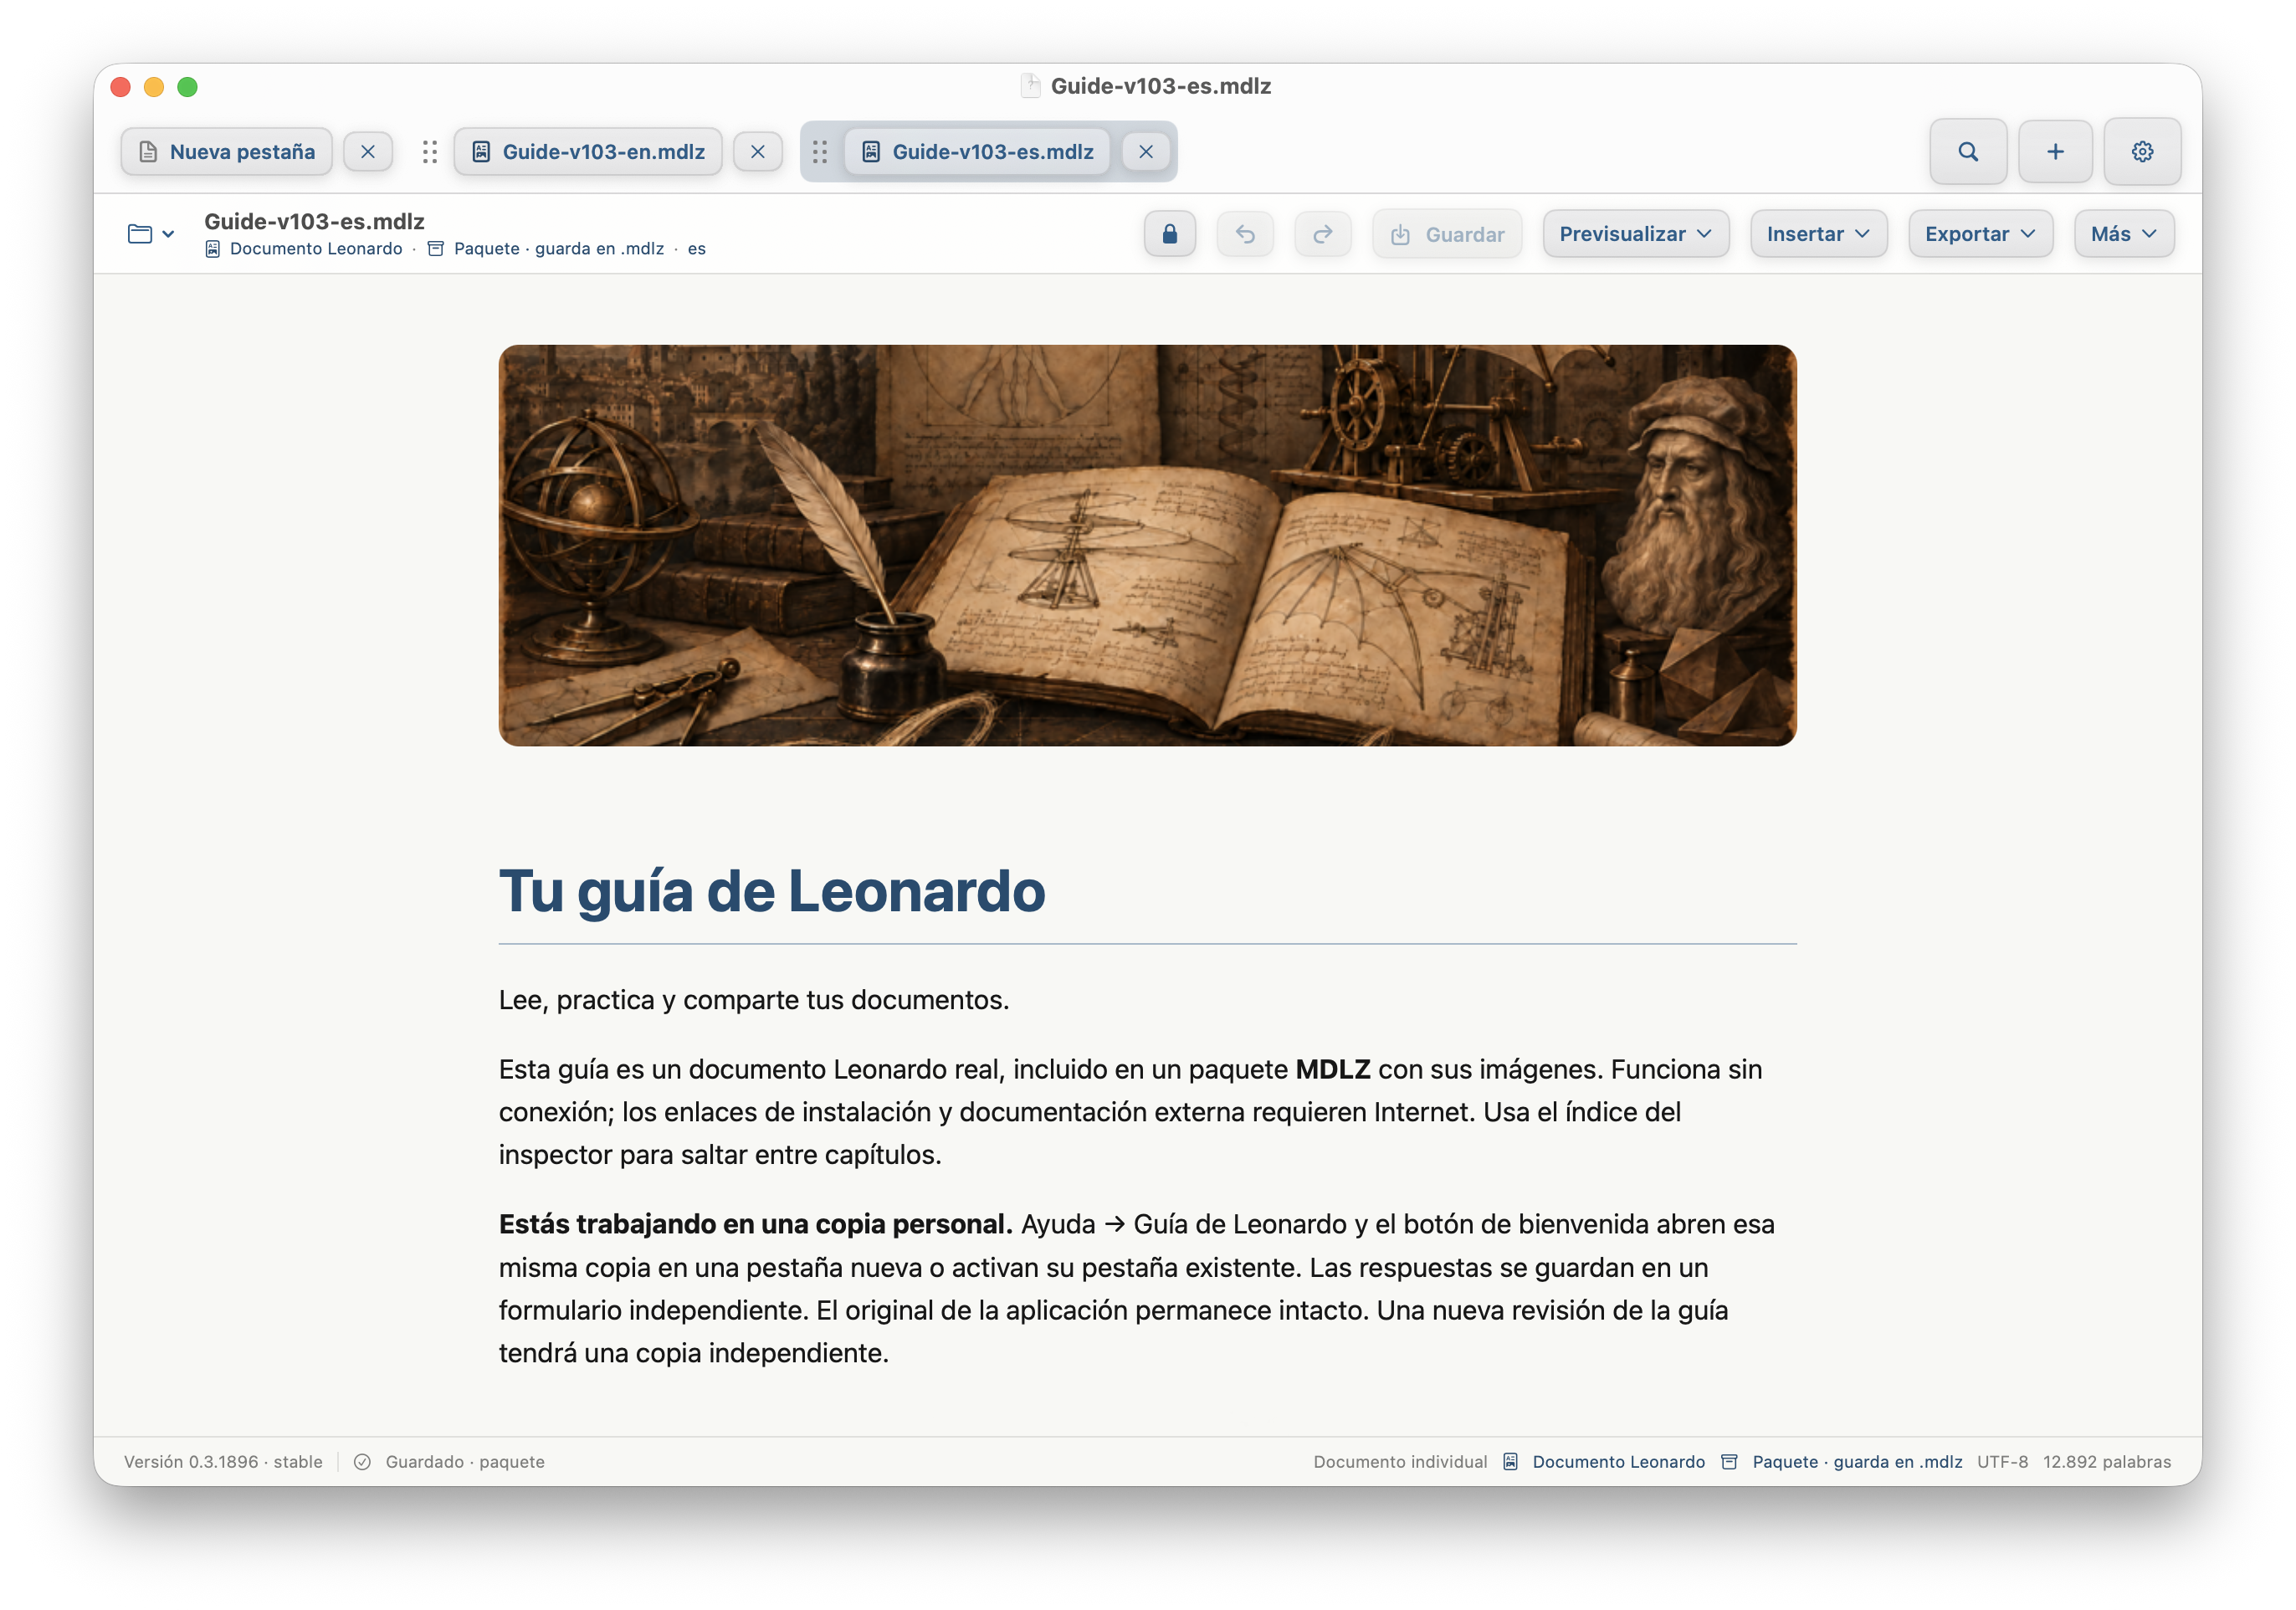 Guide-v103-es.mdlz
Nueva pestaña
Guide-v103-en.mdlz
Guide-v103-es.mdlz
Guide-v103-es.mdlz
Documento Leonardo · Paquete · guarda en .mdlz · es
Guardar
Previsualizar
Insertar
Exportar
Más
Tu guía de Leonardo
Lee, practica y comparte tus documentos.
Esta guía es un documento Leonardo real, incluido en un paquete MDLZ con sus imágenes. Funciona sin
conexión; los enlaces de instalación y documentación externa requieren Internet. Usa el índice del
inspector para saltar entre capítulos.
Estás trabajando en una copia personal. Ayuda → Guía de Leonardo y el botón de bienvenida abren esa
misma copia en una pestaña nueva o activan su pestaña existente. Las respuestas se guardan en un
formulario independiente. El original de la aplicación permanece intacto. Una nueva revisión de la guía
tendrá una copia independiente.
Versión 0.3.1896 · stable
Guardado · paquete
Documento individual
Documento Leonardo
Paquete · guarda en .mdlz
UTF-8
12.892 palabras